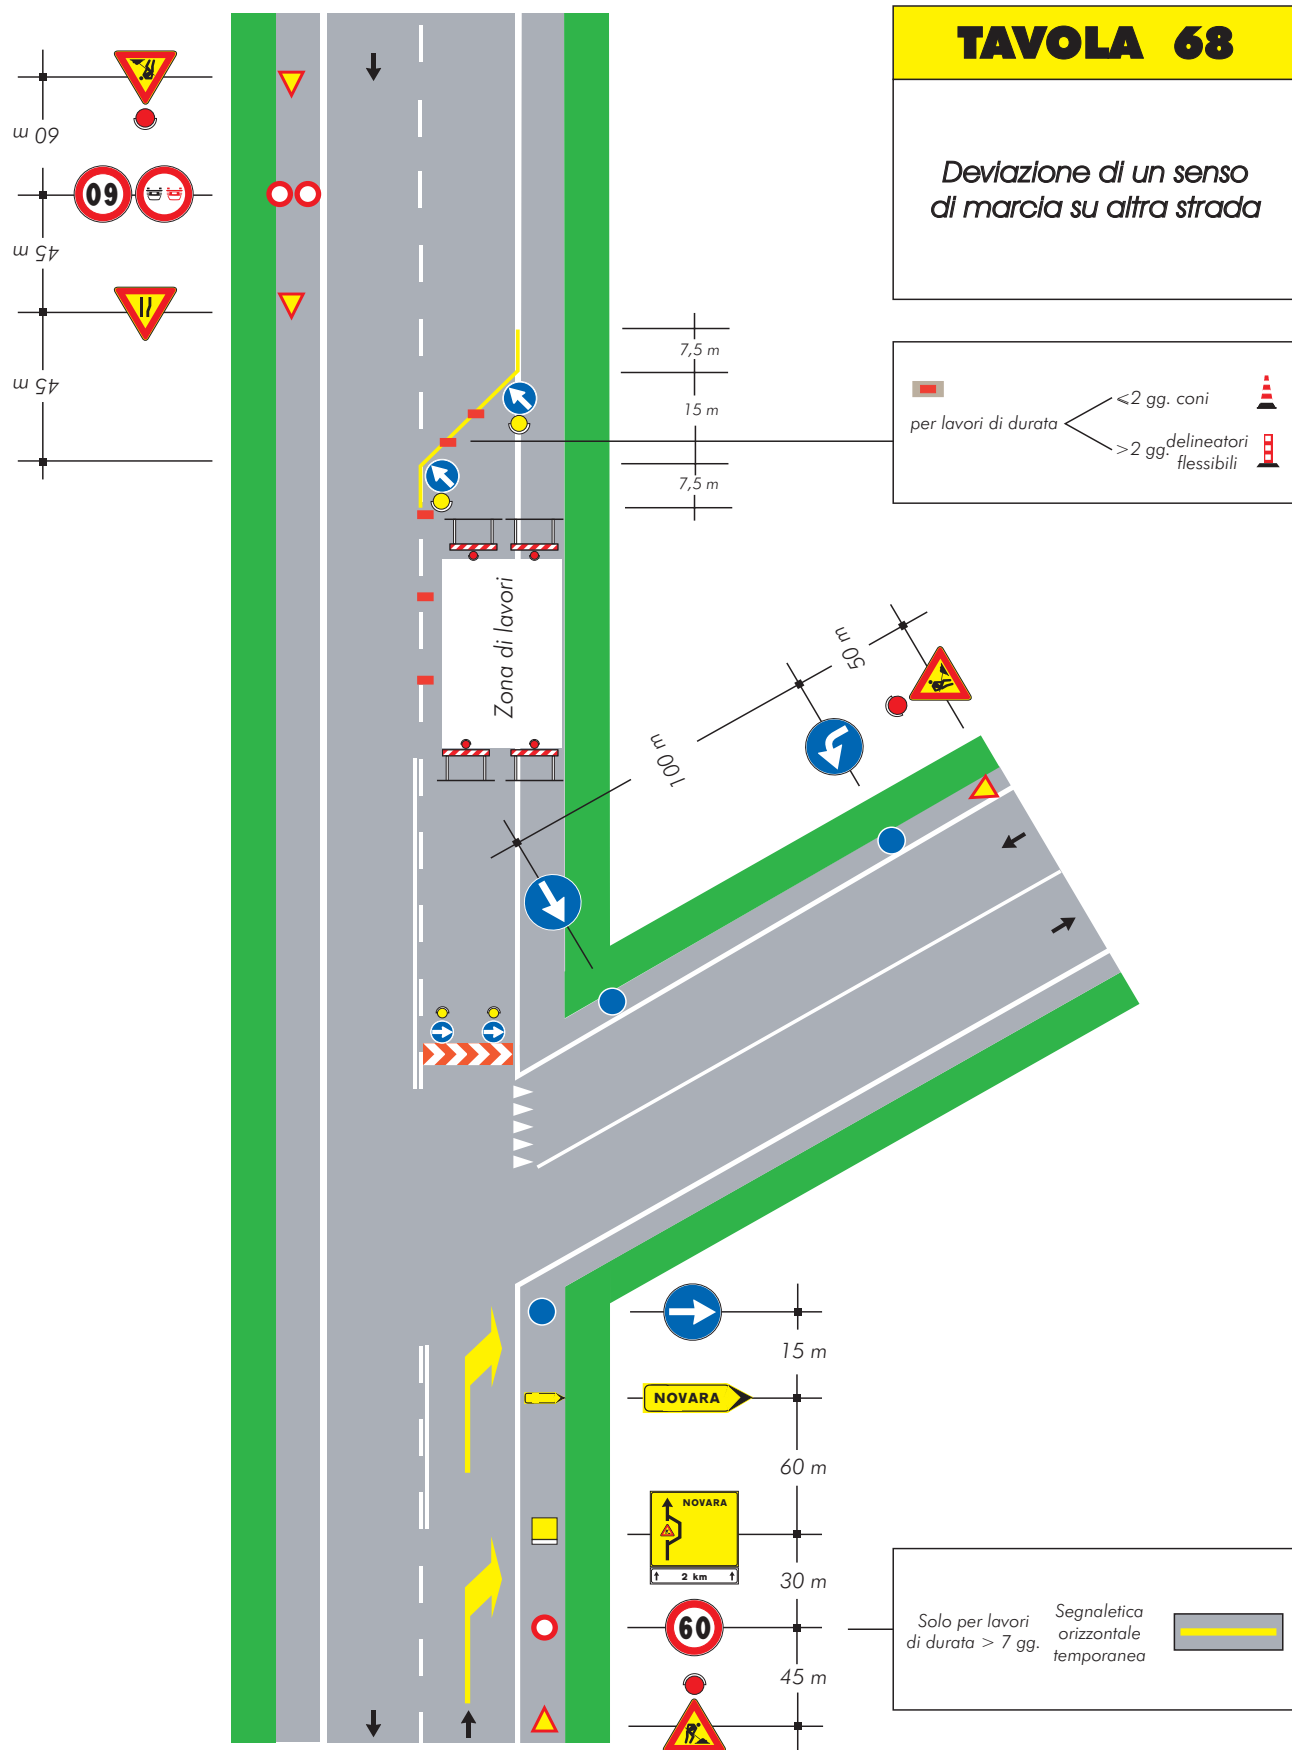 TAVOLA 68
Deviazione di un senso
di marcia su altra strada
60 m
60
45 m
45 m
7,5 m
15 m
7,5 m
per lavori di durata
⩽2 gg. coni
>2 gg. delineatori
flessibili
Zona di lavori
50 m
100 m
15 m
NOVARA
60 m
NOVARA
2 km
30 m
60
45 m
Solo per lavori
di durata > 7 gg.
Segnaletica
orizzontale
temporanea